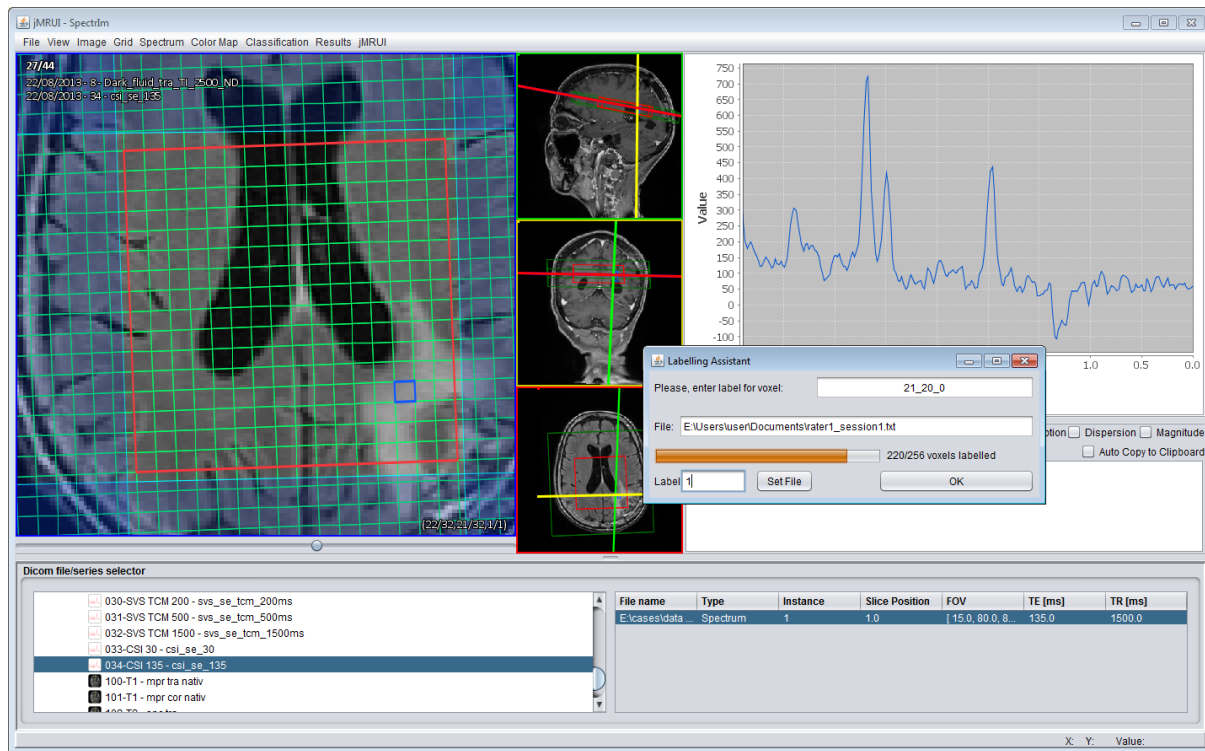 jMRUI - SpectrIm
File View Image Grid Spectrum Color Map Classification Results jMRUI
27/44
22/08/2013 - 8 - Dark_fluid_tra_TI_2500_ND
22/08/2013 - 34 - csi_se_135
(22/32,21/32,1/1)
750
700
650
600
550
500
450
400
350
300
250
200
150
100
50
0
-50
-100
Value
1.0 0.5 0.0
Labelling Assistant
Please, enter label for voxel: 21_20_0
File: E:\Users\user\Documents\rater1_session1.txt
220/256 voxels labelled
Label 1 Set File OK
Dispersion Magnitude
Auto Copy to Clipboard
Dicom file/series selector
030-SVS TCM 200 - svs_se_tcm_200ms
031-SVS TCM 500 - svs_se_tcm_500ms
032-SVS TCM 1500 - svs_se_tcm_1500ms
033-CSI 30 - csi_se_30
034-CSI 135 - csi_se_135
100-T1 - mpr tra nativ
101-T1 - mpr cor nativ
File name Type Instance Slice Position FOV TE [ms] TR [ms]
E:\cases\data ... Spectrum 1 1.0 [ 15.0, 80.0, 8... 135.0 1500.0
X: Y: Value: